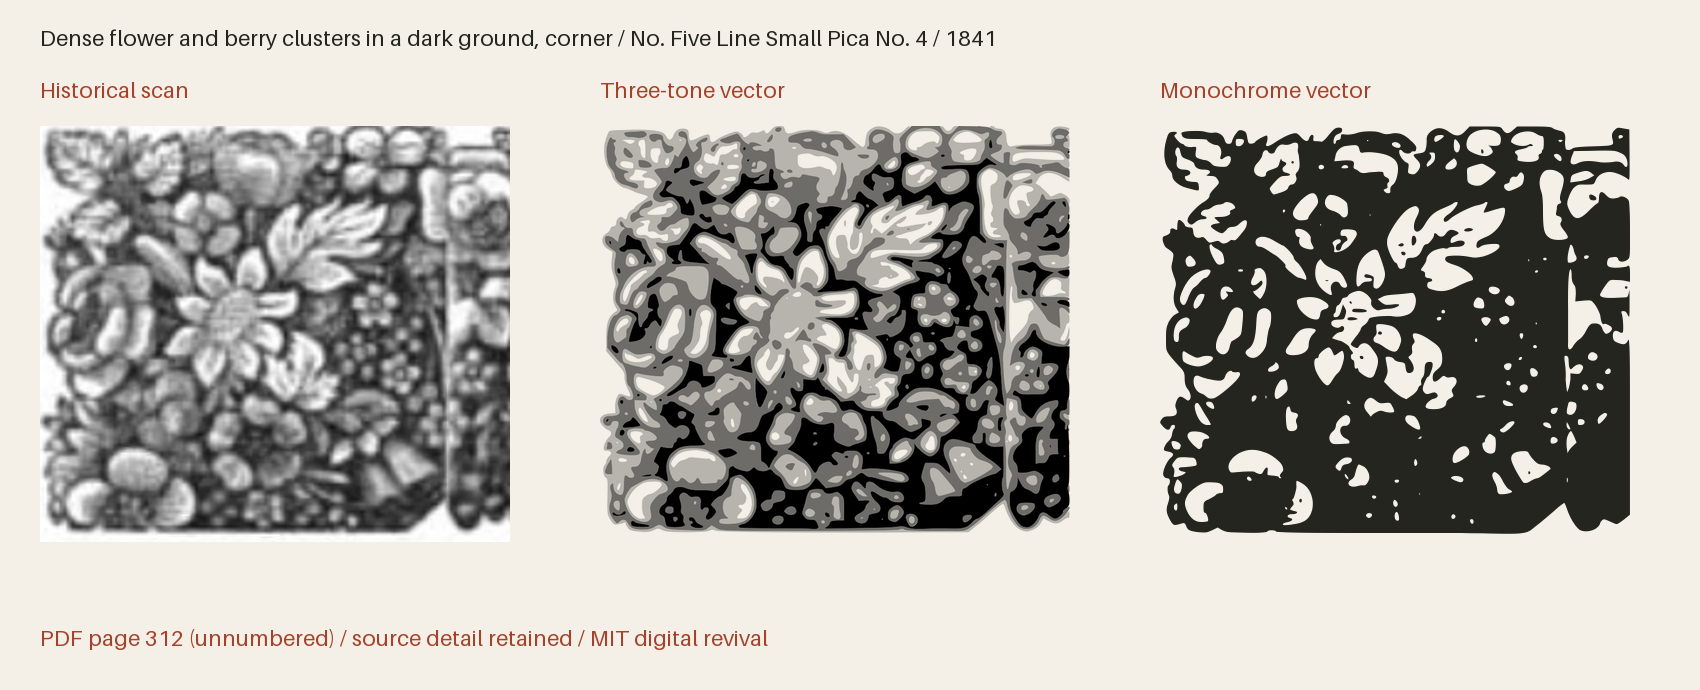 Dense flower and berry clusters in a dark ground, corner / No. Five Line Small Pica No. 4 / 1841
Historical scan
Three-tone vector
Monochrome vector
PDF page 312 (unnumbered) / source detail retained / MIT digital revival